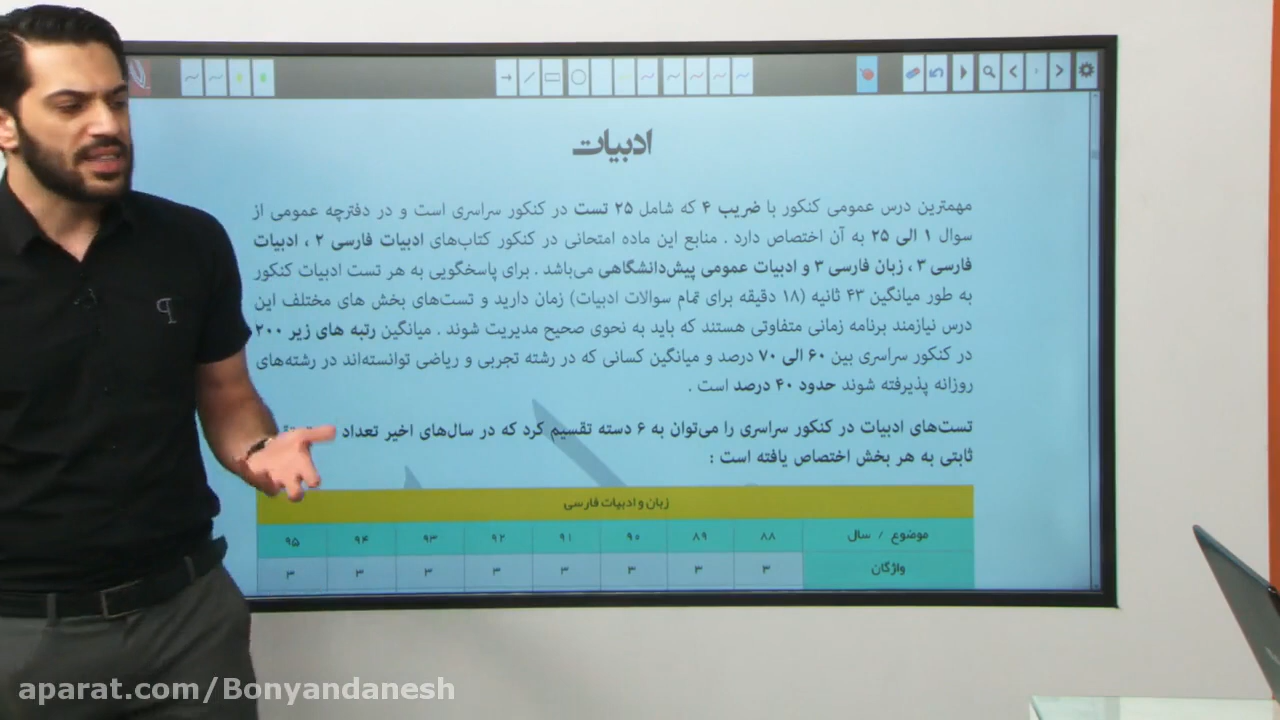 ادبیات
مهمترین درس عمومی کنکور با ضریب ۴ که شامل ۲۵ تست در کنکور سراسری است و در دفترچه عمومی از
سوال ۱ الی ۲۵ به آن اختصاص دارد . منابع این ماده امتحانی در کنکور کتاب‌های ادبیات فارسی ۲ ، ادبیات
فارسی ۳ ، زبان فارسی ۳ و ادبیات عمومی پیش‌دانشگاهی می‌باشد . برای پاسخگویی به هر تست ادبیات کنکور
به طور میانگین ۴۳ ثانیه (۱۸ دقیقه برای تمام سوالات ادبیات) زمان دارید و تست‌های بخش های مختلف این
درس نیازمند برنامه زمانی متفاوتی هستند که باید به نحوی صحیح مدیریت شوند . میانگین رتبه های زیر ۲۰۰
در کنکور سراسری بین ۶۰ الی ۷۰ درصد و میانگین کسانی که در رشته تجربی و ریاضی توانسته‌اند در رشته‌های
روزانه پذیرفته شوند حدود ۴۰ درصد است .
تست‌های ادبیات در کنکور سراسری را می‌توان به ۶ دسته تقسیم کرد که در سال‌های اخیر تعداد
ثابتی به هر بخش اختصاص یافته است :
زبان و ادبیات فارسی
موضوع / سال ۸۸ ۸۹ ۹۰ ۹۱ ۹۲ ۹۳ ۹۴ ۹۵
واژگان ۳ ۳ ۳ ۳ ۳ ۳ ۳ ۳
aparat.com/Bonyandanesh